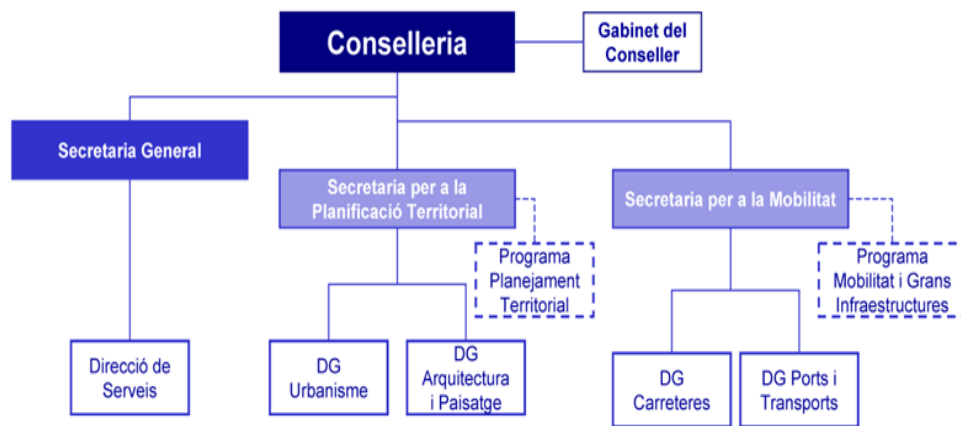 Conselleria
Gabinet del
Conseller
Secretaria General
Secretaria per a la
Planificació Territorial
Secretaria per a la Mobilitat
Programa
Planejament
Territorial
Programa
Mobilitat i Grans
Infraestructures
Direcció de
Serveis
DG
Urbanisme
DG
Arquitectura
i Paisatge
DG
Carreteres
DG Ports i
Transports